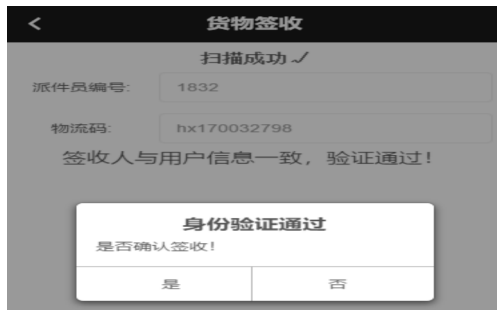 货物签收
扫描成功✓
派件员编号: 1832
物流码: hx170032798
签收人与用户信息一致，验证通过！
身份验证通过
是否确认签收！
是 否